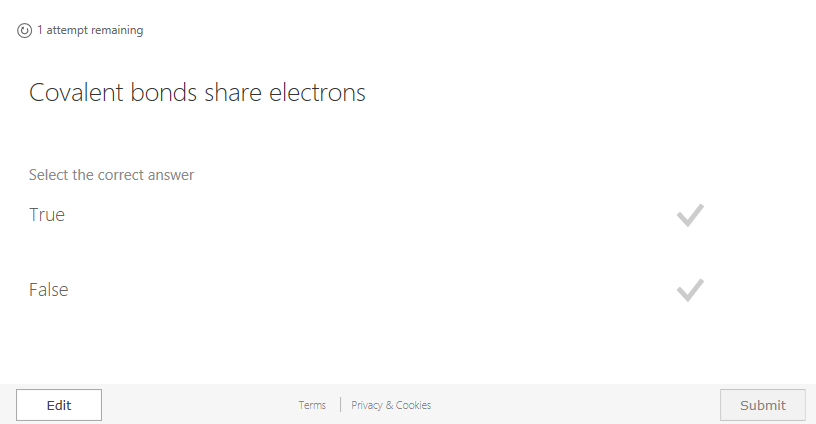 1 attempt remaining
Covalent bonds share electrons
Select the correct answer
True
False
Edit
Terms
Privacy & Cookies
Submit